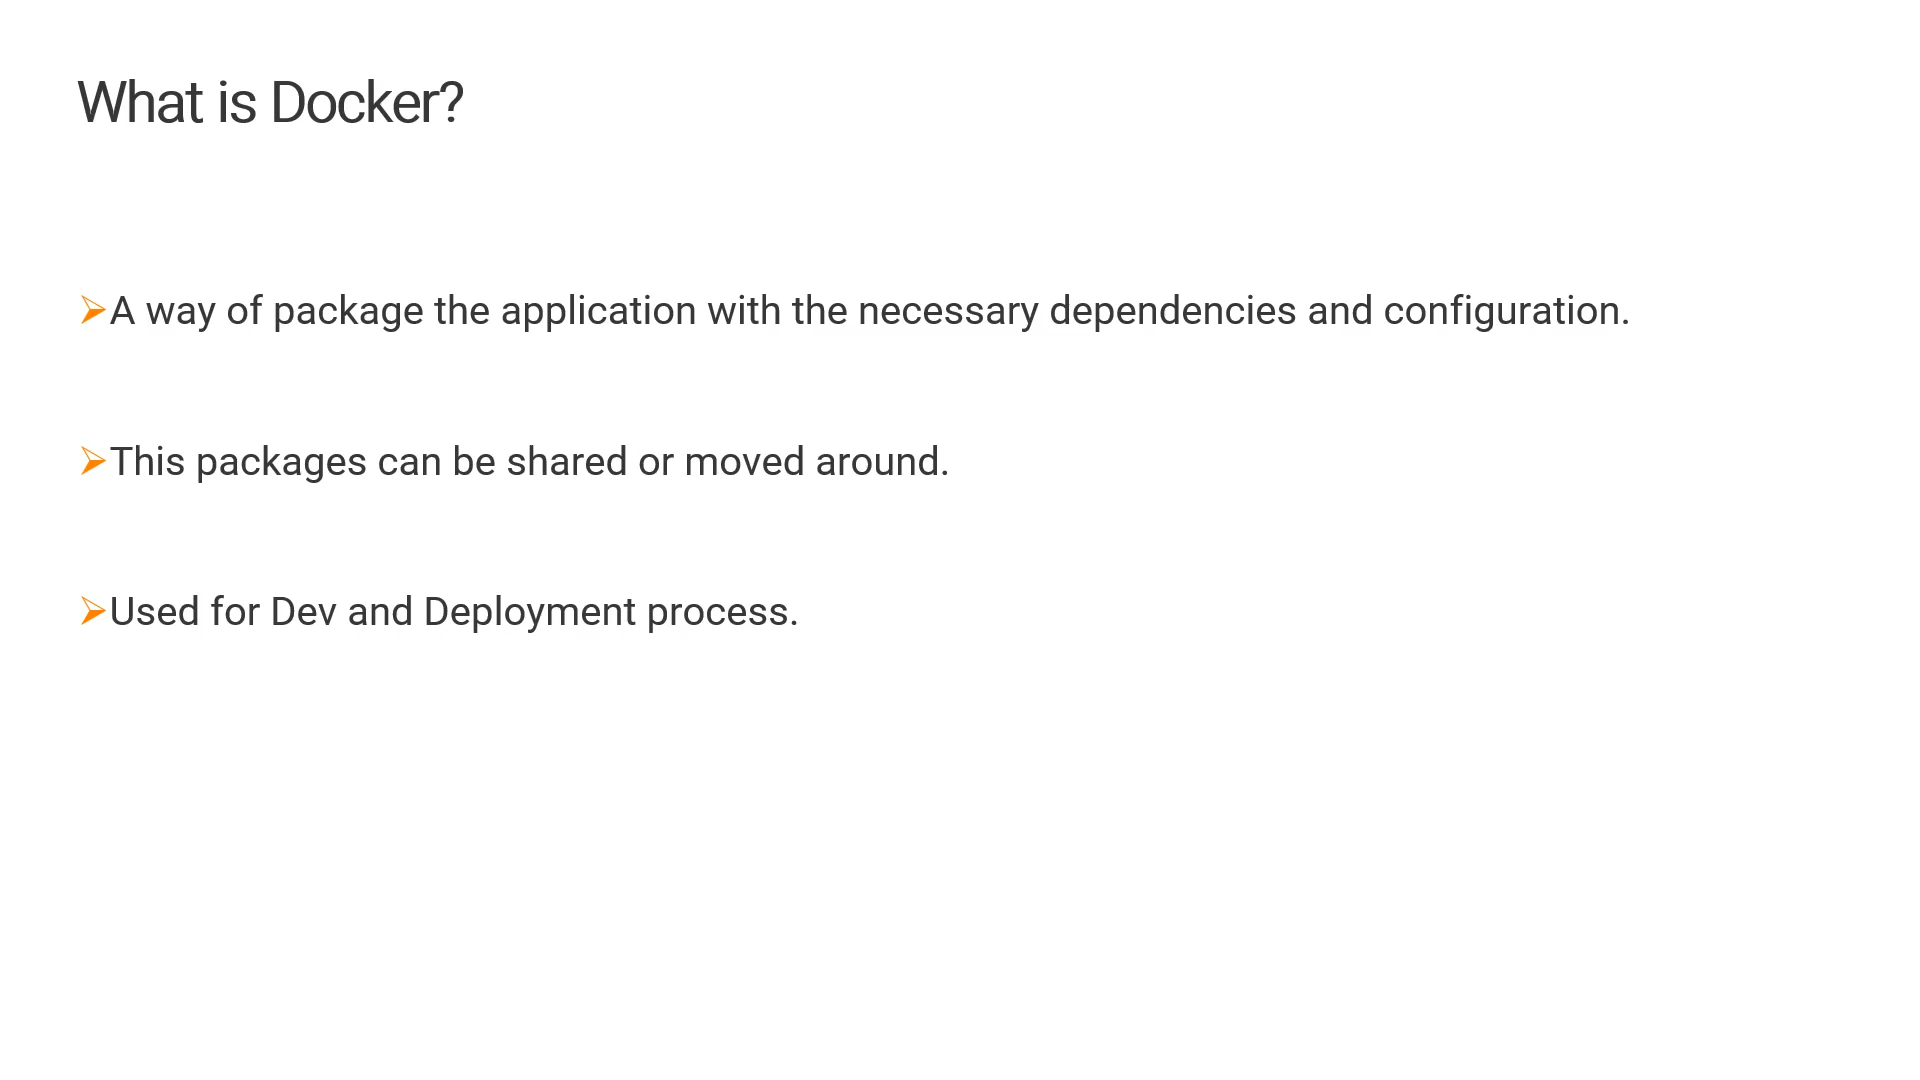 What is Docker?
➢A way of package the application with the necessary dependencies and configuration.
➢This packages can be shared or moved around.
➢Used for Dev and Deployment process.